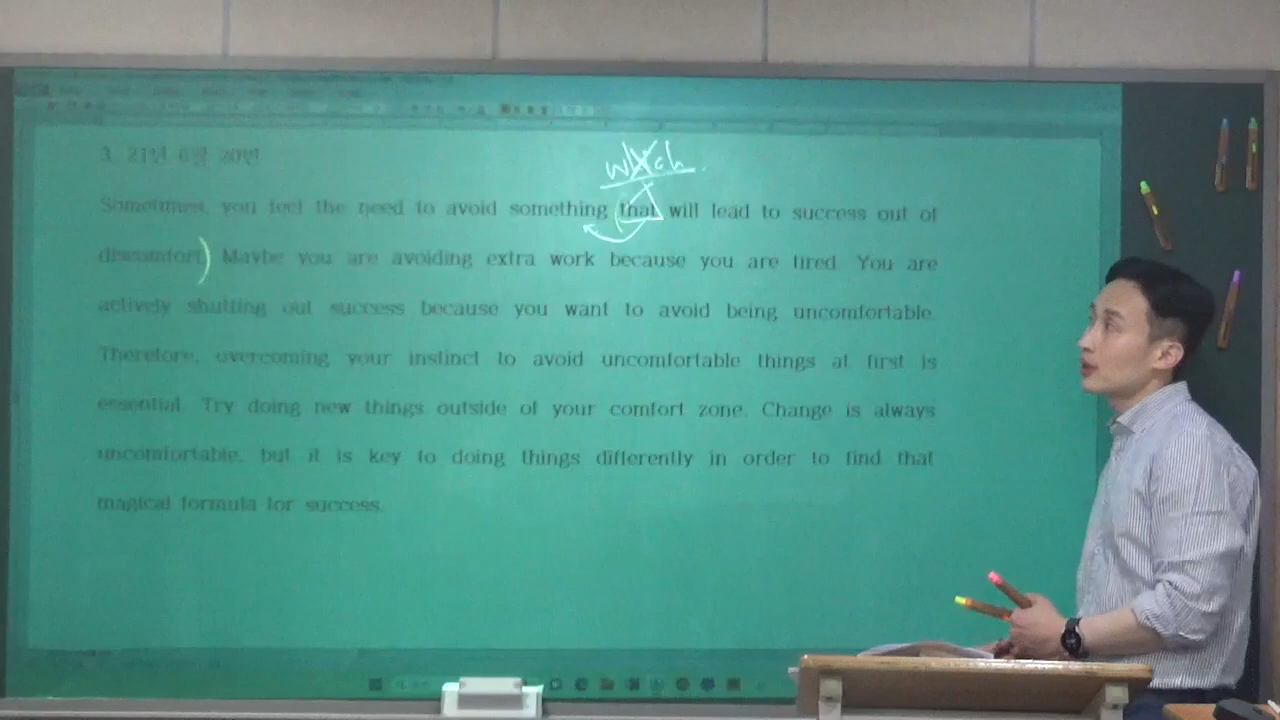 3. 21년 6월 20번
which
Sometimes, you feel the need to avoid something that will lead to success out of
discomfort. Maybe you are avoiding extra work because you are tired. You are
actively shutting out success because you want to avoid being uncomfortable.
Therefore, overcoming your instinct to avoid uncomfortable things at first is
essential. Try doing new things outside of your comfort zone. Change is always
uncomfortable, but it is key to doing things differently in order to find that
magical formula for success.